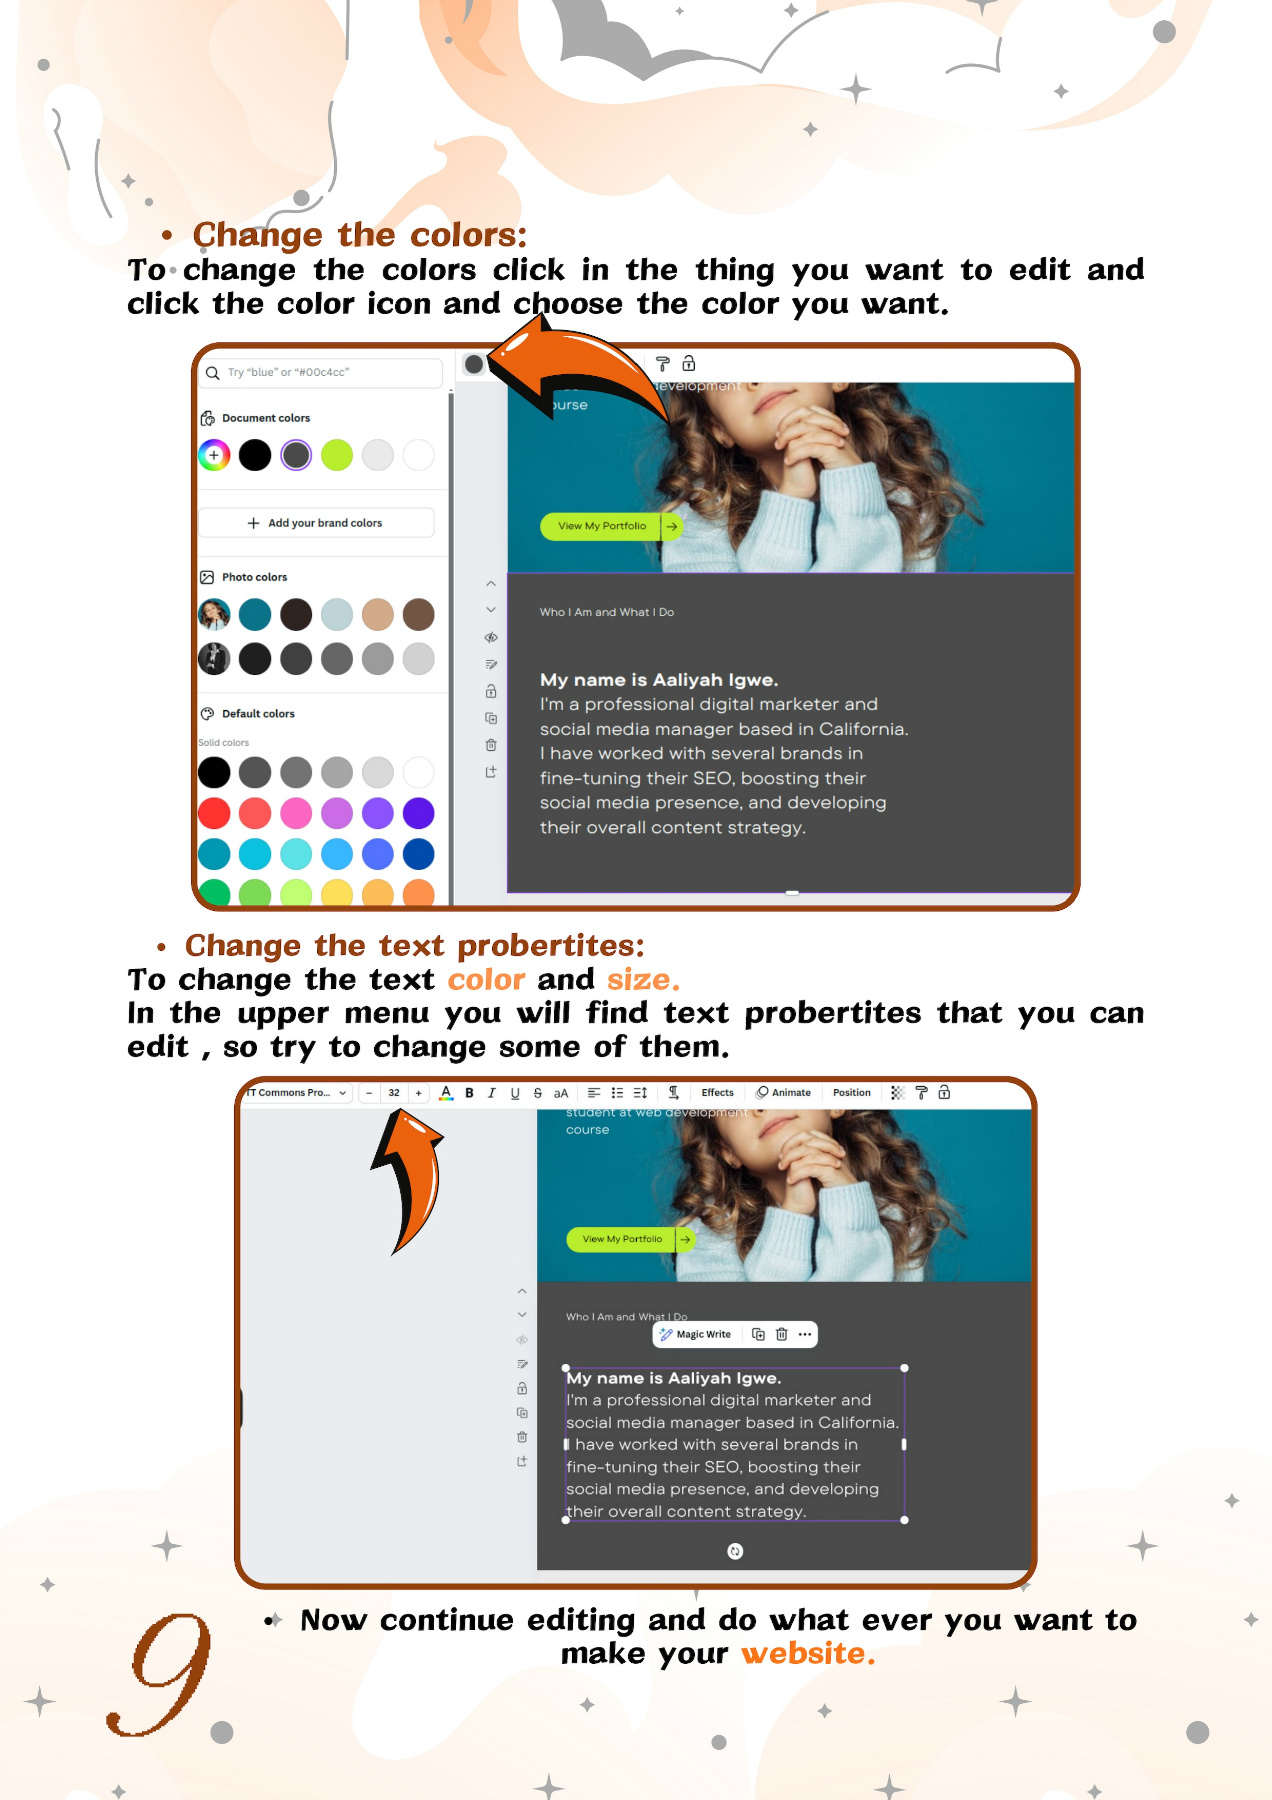 • Change the colors:
To change the colors click in the thing you want to edit and
click the color icon and choose the color you want.
Try "blue" or "#00c4cc"
Document colors
Add your brand colors
Photo colors
Default colors
Solid colors
development
ourse
View My Portfolio
Who I Am and What I Do
My name is Aaliyah Igwe.
I'm a professional digital marketer and
social media manager based in California.
I have worked with several brands in
fine-tuning their SEO, boosting their
social media presence, and developing
their overall content strategy.
• Change the text probertites:
To change the text color and size.
In the upper menu you will find text probertites that you can
edit , so try to change some of them.
TT Commons Pro... − 32 + A B I U S aA Effects Animate Position
student at web development
course
View My Portfolio
Who I Am and What I Do
Magic Write
My name is Aaliyah Igwe.
I'm a professional digital marketer and
social media manager based in California.
I have worked with several brands in
fine-tuning their SEO, boosting their
social media presence, and developing
their overall content strategy.
• Now continue editing and do what ever you want to
make your website.
9